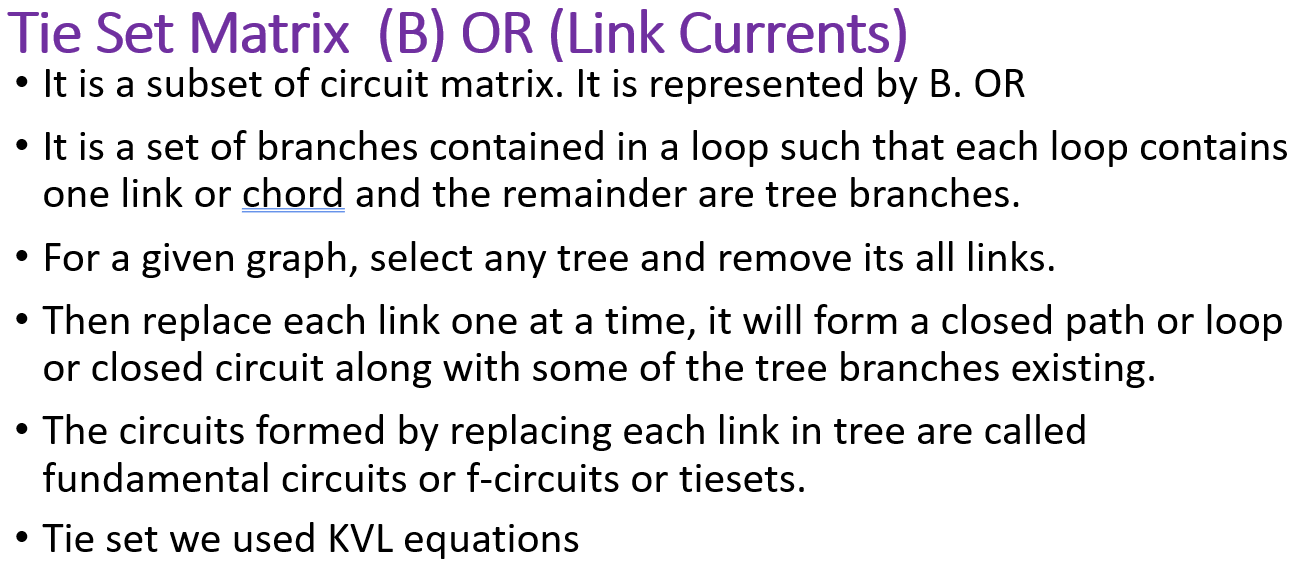 Tie Set Matrix (B) OR (Link Currents)
• It is a subset of circuit matrix. It is represented by B. OR
• It is a set of branches contained in a loop such that each loop contains
one link or chord and the remainder are tree branches.
• For a given graph, select any tree and remove its all links.
• Then replace each link one at a time, it will form a closed path or loop
or closed circuit along with some of the tree branches existing.
• The circuits formed by replacing each link in tree are called
fundamental circuits or f-circuits or tiesets.
• Tie set we used KVL equations